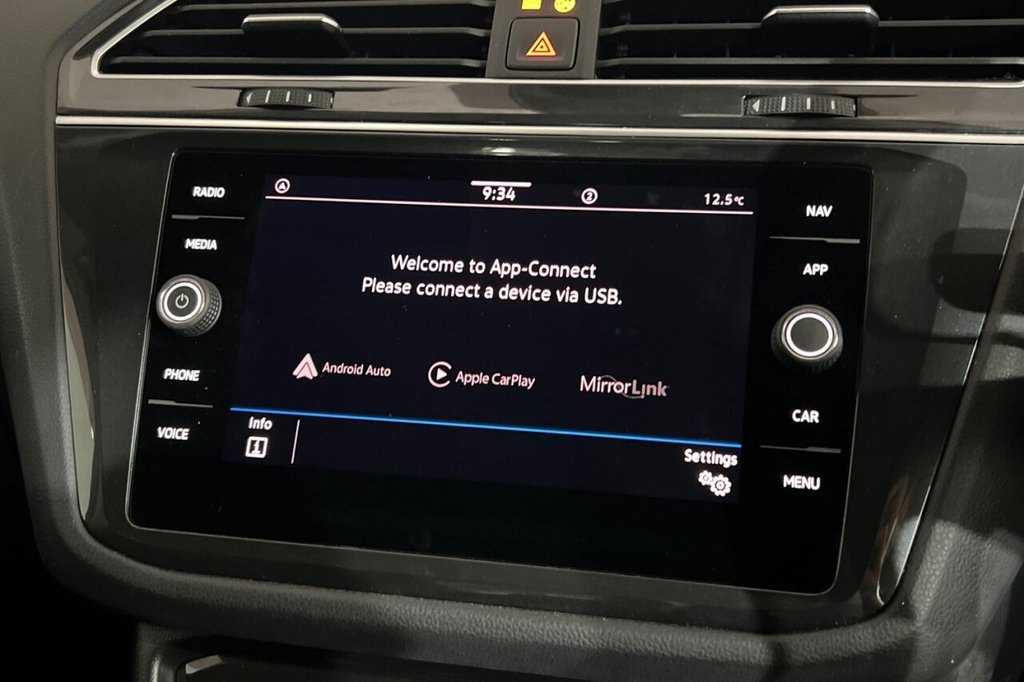 RADIO
MEDIA
PHONE
VOICE
9:34
2
12.5°C
Welcome to App-Connect
Please connect a device via USB.
Android Auto
Apple CarPlay
MirrorLink
Info
i
Settings
NAV
APP
CAR
MENU